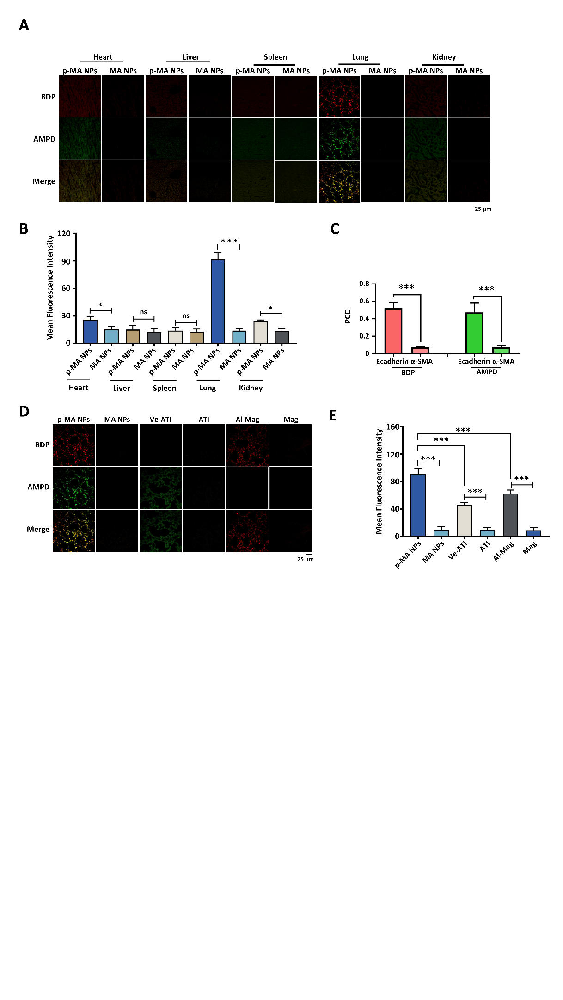 A
Heart Liver Spleen Lung Kidney
p-MA NPs MA NPs p-MA NPs MA NPs p-MA NPs MA NPs p-MA NPs MA NPs p-MA NPs MA NPs
BDP
AMPD
Merge
25 μm
B
Mean Fluorescence Intensity
120
90
60
30
0
* ns ns *** *
p-MA NPs MA NPs p-MA NPs MA NPs p-MA NPs MA NPs p-MA NPs MA NPs p-MA NPs MA NPs
Heart Liver Spleen Lung Kidney
C
PCC
0.8
0.6
0.4
0.2
0
*** ***
Ecadherin α-SMA Ecadherin α-SMA
BDP AMPD
D
p-MA NPs MA NPs Ve-ATI ATI Al-Mag Mag
BDP
AMPD
Merge
25 μm
E
Mean Fluorescence Intensity
160
120
80
40
0
***
***
***
***
***
p-MA NPs MA NPs Ve-ATI ATI Al-Mag Mag